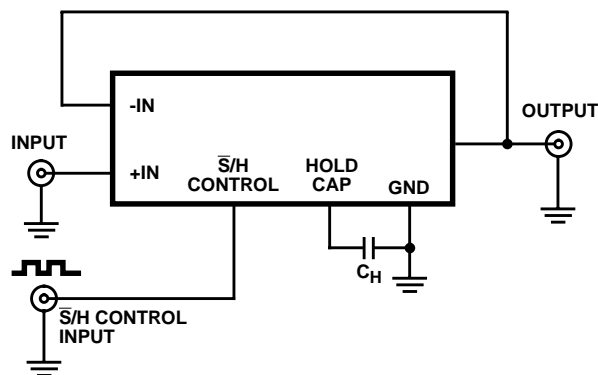 -IN
OUTPUT
INPUT
+IN
S̅/H
CONTROL
HOLD
CAP
GND
C_H
S̅/H CONTROL
INPUT